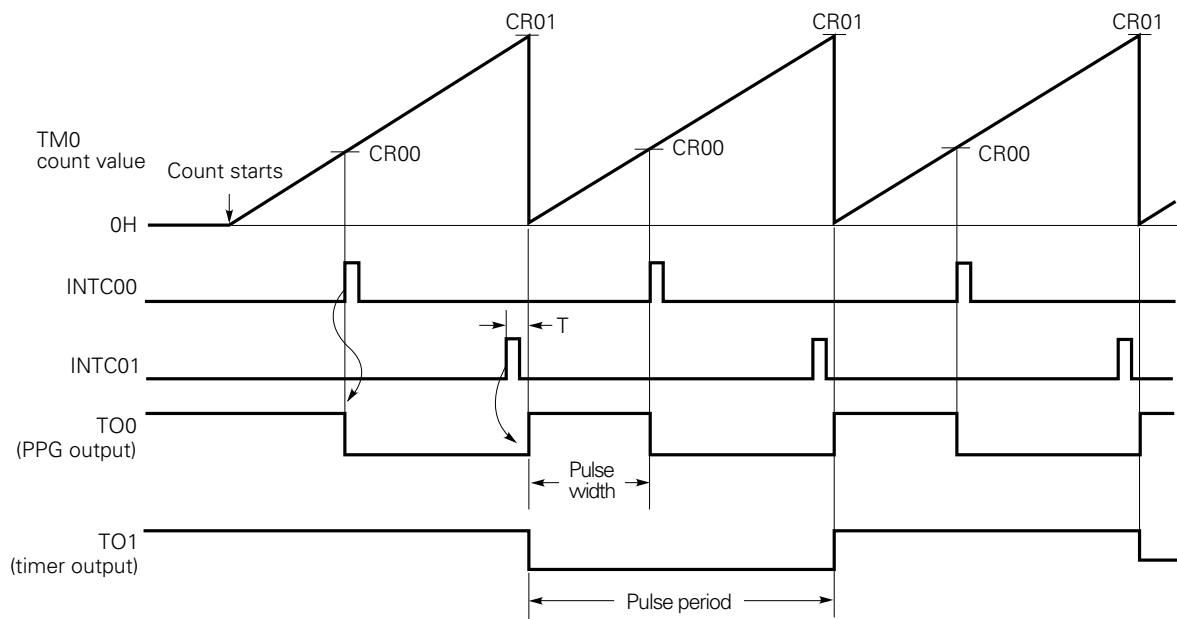 CR01
CR01
CR01
TM0
count value
CR00
CR00
CR00
Count starts
0H
INTC00
T
INTC01
TO0
(PPG output)
Pulse
width
TO1
(timer output)
Pulse period